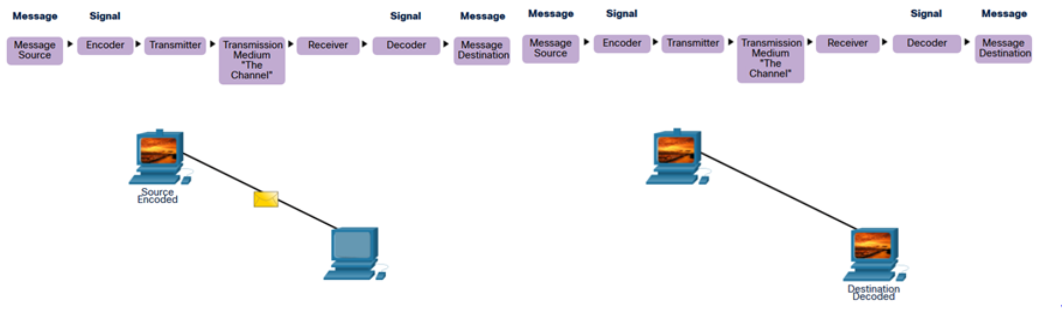 Message Signal Signal Message
Message Source Encoder Transmitter Transmission Medium "The Channel" Receiver Decoder Message Destination
Source
Encoded
Message Signal Signal Message
Message Source Encoder Transmitter Transmission Medium "The Channel" Receiver Decoder Message Destination
Destination
Decoded